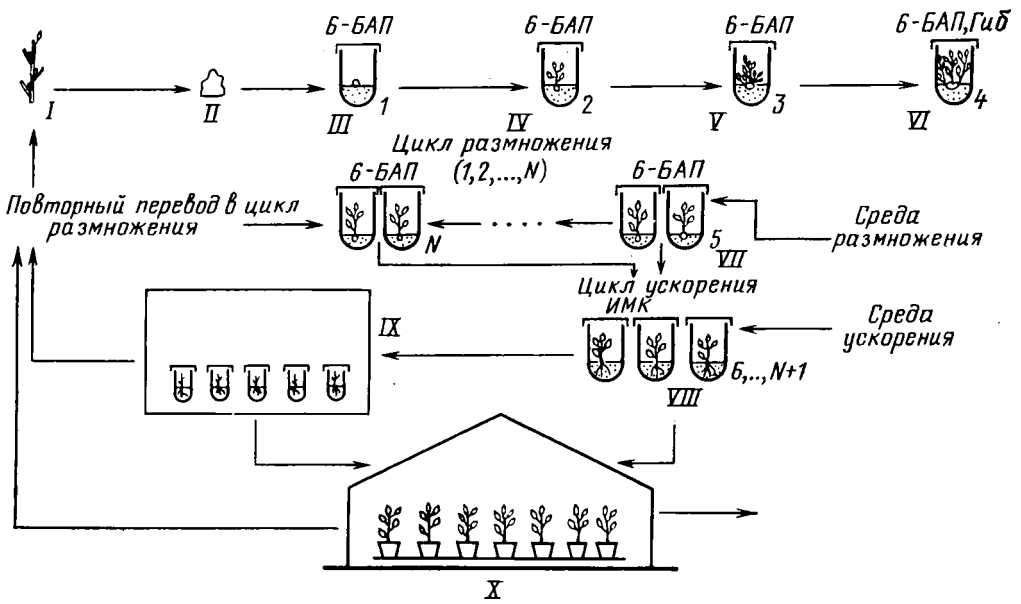 6-БАП
6-БАП
6-БАП
6-БАП, Гиб
I
II
III
1
IV
2
V
3
VI
4
Цикл размножения
(1,2,...,N)
6-БАП
6-БАП
Повторный перевод в цикл
размножения
N
5
VII
Среда
размножения
Цикл ускорения
ИМК
IX
Среда
ускорения
6,..,N+1
VIII
X